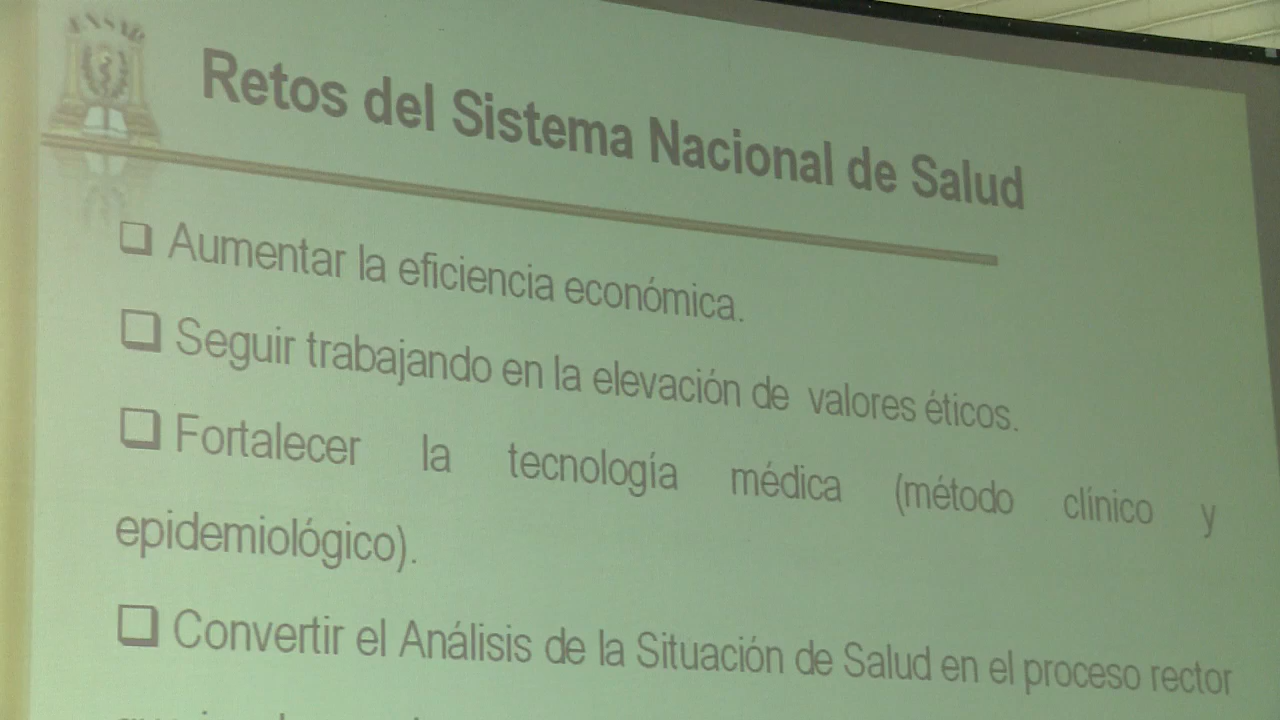 ENSAP
Retos del Sistema Nacional de Salud
❑ Aumentar la eficiencia económica.
❑ Seguir trabajando en la elevación de valores éticos.
❑ Fortalecer la tecnología médica (método clínico y
epidemiológico).
❑ Convertir el Análisis de la Situación de Salud en el proceso rector